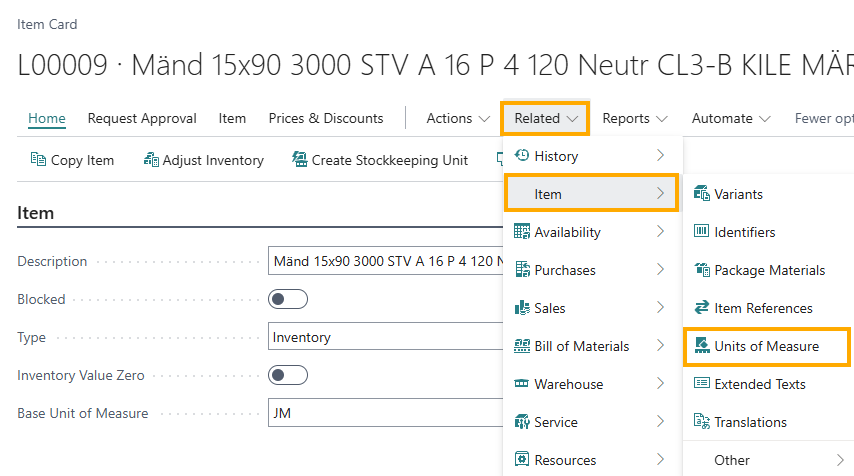 Item Card
L00009 · Mänd 15x90 3000 STV A 16 P 4 120 Neutr CL3-B KILE MÄR
Home Request Approval Item Prices & Discounts Actions Related Reports Automate Fewer opt
Copy Item Adjust Inventory Create Stockkeeping Unit
History
Item
Variants
Availability
Identifiers
Purchases
Package Materials
Sales
Item References
Bill of Materials
Units of Measure
Warehouse
Extended Texts
Service
Translations
Resources
Other
Item
Description Mänd 15x90 3000 STV A 16 P 4 120 N
Blocked
Type Inventory
Inventory Value Zero
Base Unit of Measure JM